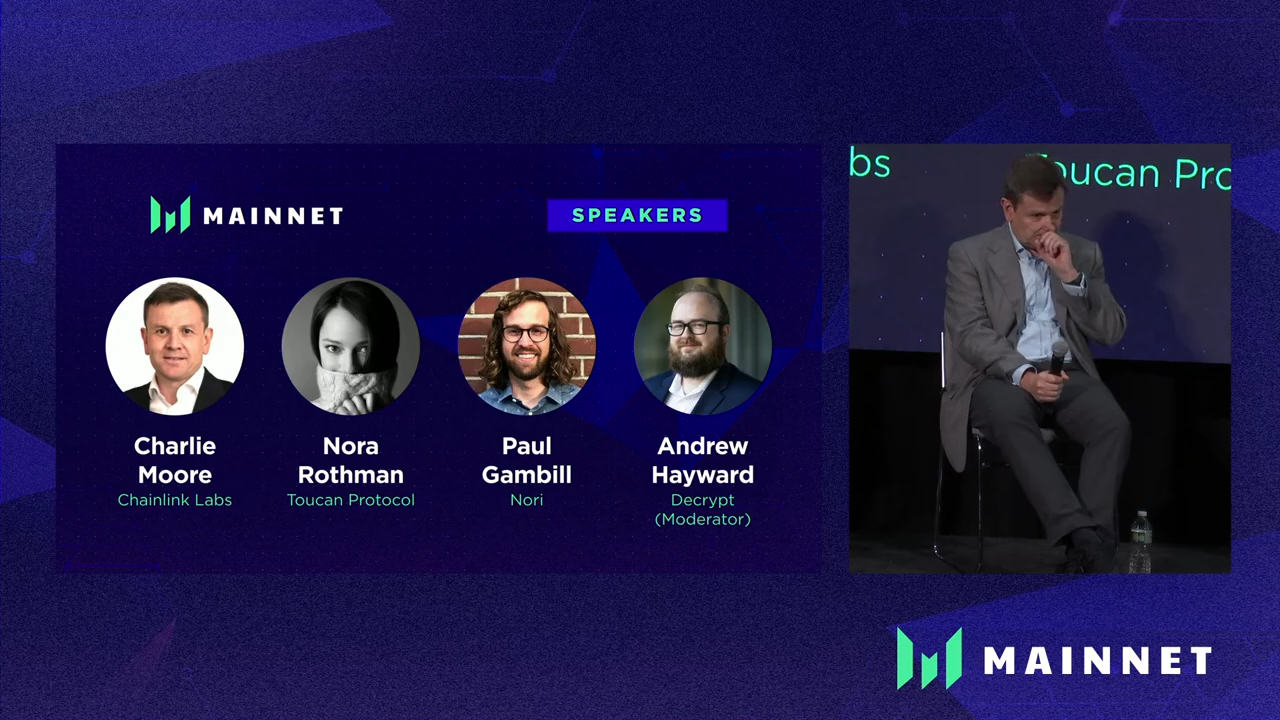 MAINNET
SPEAKERS
Charlie
Moore
Chainlink Labs
Nora
Rothman
Toucan Protocol
Paul
Gambill
Nori
Andrew
Hayward
Decrypt
(Moderator)
bs
Toucan Pro
MAINNET